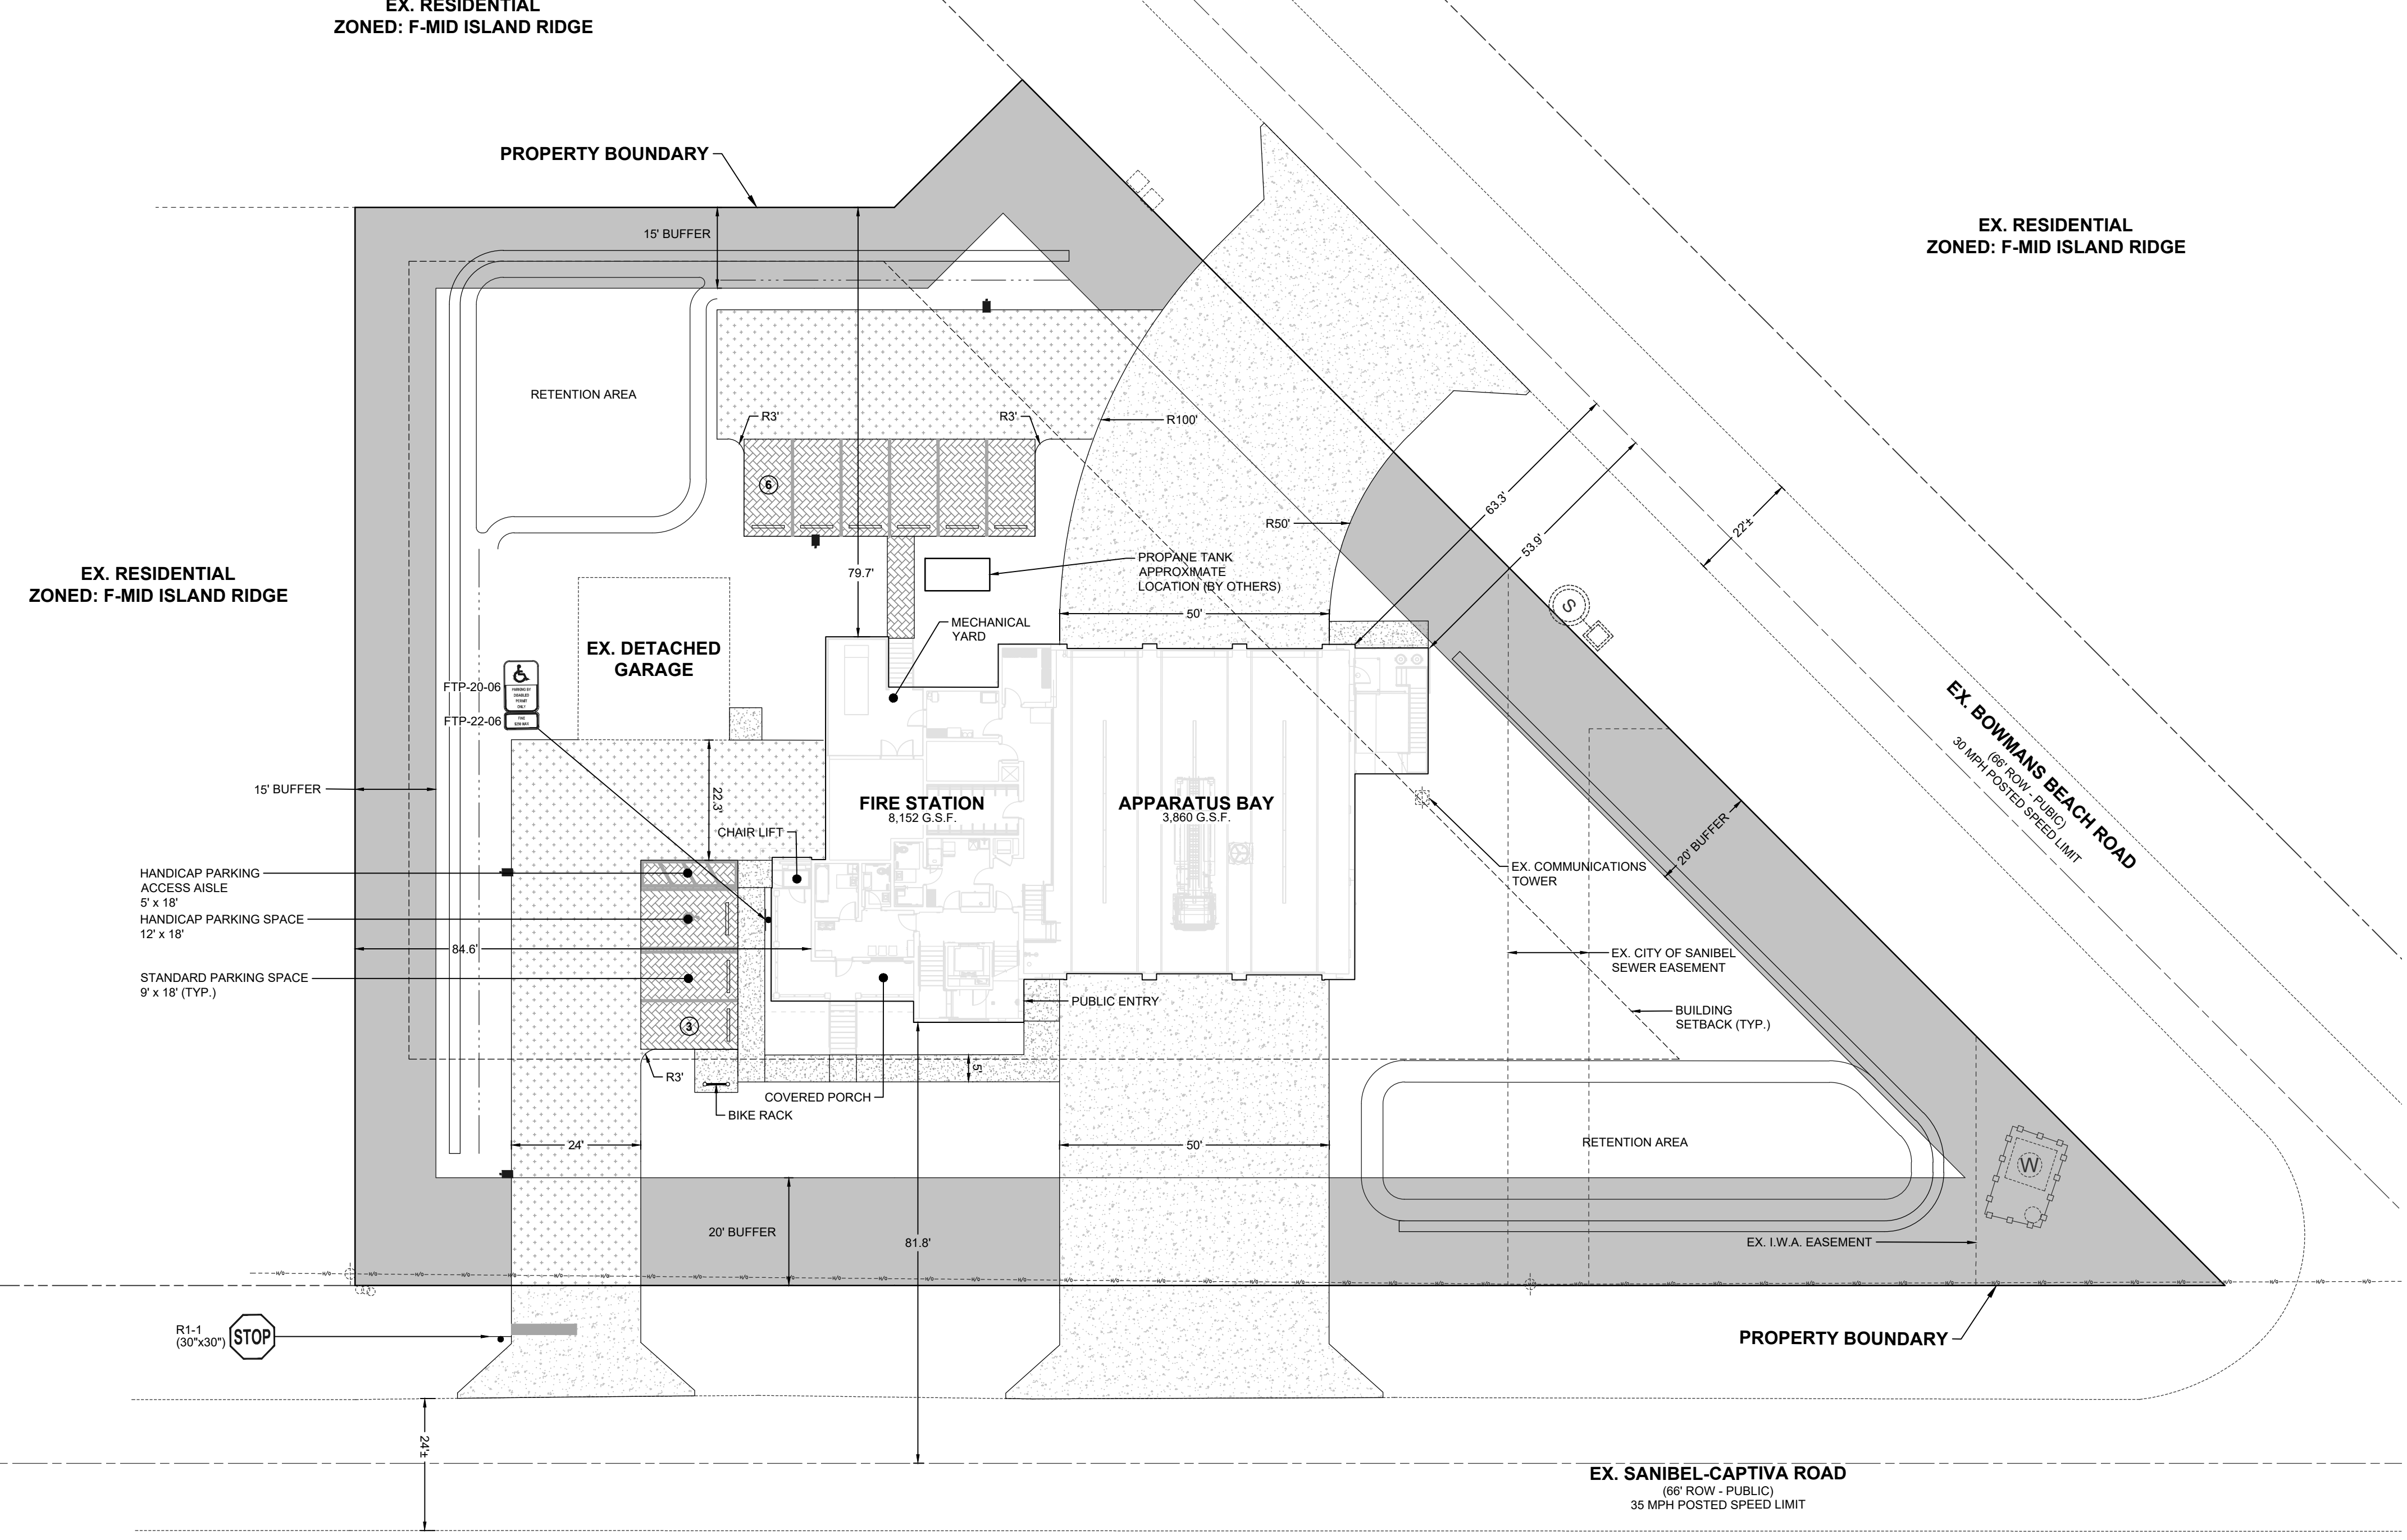 EX. RESIDENTIAL
ZONED: F-MID ISLAND RIDGE
PROPERTY BOUNDARY
15' BUFFER
EX. RESIDENTIAL
ZONED: F-MID ISLAND RIDGE
RETENTION AREA
R3'
R3'
R100'
6
R50'
63.3'
53.9'
22'±
EX. RESIDENTIAL
ZONED: F-MID ISLAND RIDGE
79.7'
PROPANE TANK
APPROXIMATE
LOCATION (BY OTHERS)
50'
S
MECHANICAL
YARD
EX. DETACHED
GARAGE
FTP-20-06
PARKING BY
DISABLED
PERMIT
ONLY
FTP-22-06
EX. BOWMANS BEACH ROAD
(66' ROW - PUBIC)
30 MPH POSTED SPEED LIMIT
15' BUFFER
22.3'
FIRE STATION
8,152 G.S.F.
APPARATUS BAY
3,860 G.S.F.
20' BUFFER
CHAIR LIFT
EX. COMMUNICATIONS
TOWER
HANDICAP PARKING
ACCESS AISLE
5' x 18'
HANDICAP PARKING SPACE
12' x 18'
84.6'
STANDARD PARKING SPACE
9' x 18' (TYP.)
EX. CITY OF SANIBEL
SEWER EASEMENT
PUBLIC ENTRY
BUILDING
SETBACK (TYP.)
3
R3'
5'
COVERED PORCH
BIKE RACK
24'
50'
RETENTION AREA
W
20' BUFFER
81.8'
EX. I.W.A. EASEMENT
R1-1
(30"x30")
STOP
PROPERTY BOUNDARY
24'±
EX. SANIBEL-CAPTIVA ROAD
(66' ROW - PUBLIC)
35 MPH POSTED SPEED LIMIT